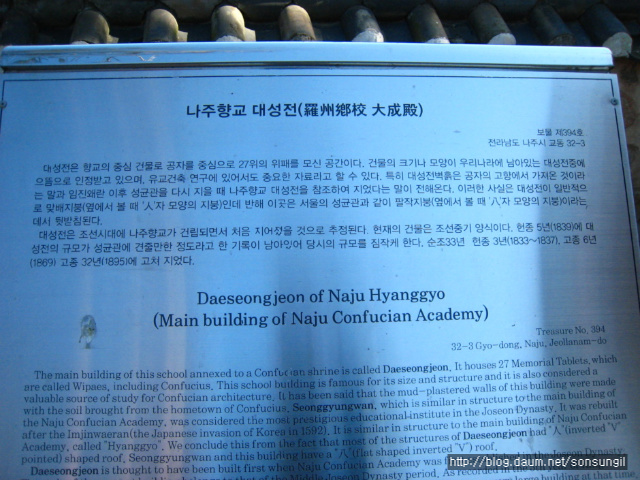 나주향교 대성전(羅州鄕校 大成殿)
보물 제394호
전라남도 나주시 교동 32-3
대성전은 향교의 중심 건물로 공자를 중심으로 27위의 위패를 모신 공간이다. 건물의 크기나 모양이 우리나라에 남아있는 대성전중에
으뜸으로 인정받고 있으며, 유교건축 연구에 있어서도 중요한 자료라고 할 수 있다. 특히 대성전벽흙은 공자의 고향에서 가져온 것이라
는 말과 임진왜란 이후 성균관을 다시 지을 때 나주향교 대성전을 참조하여 지었다는 말이 전해온다. 이러한 사실은 대성전이 일반적으
로 맞배지붕(옆에서 볼 때 '人'자 모양의 지붕)인데 반해 이곳은 서울의 성균관과 같이 팔작지붕(옆에서 볼 때 '八'자 모양의 지붕)이라는
데서 뒷받침된다.
대성전은 조선시대에 나주향교가 건립되면서 처음 지어졌을 것으로 추정된다. 현재의 건물은 조선중기 양식이다. 헌종 5년(1839)에 대
성전의 규모가 성균관에 견줄만한 정도라고 한 기록이 남아있어 당시의 규모를 짐작케 한다. 순조33년 헌종 3년(1833~1837), 고종 6년
(1869) 고종 32년(1895)에 고쳐 지었다.
Daeseongjeon of Naju Hyanggyo
(Main building of Naju Confucian Academy)
Treasure No. 394
32-3 Gyo-dong, Naju, Jeollanam-do
The main building of this school annexed to a Confucian shrine is called Daeseongjeon. It houses 27 Memorial Tablets, which
are called Wipaes, including Confucius. This school building is famous for its size and structure and it is also considered a
valuable source of study for Confucian architecture. It has been said that the mud-plastered walls of this building were made
with the soil brought from the hometown of Confucius. Seonggyungwan, which is similar in structure to the main building of
the Naju Confucian Academy, was considered the most prestigious educational institute in the Joseon Dynasty. It was rebuilt
after the Imjinwaeran(the Japanese invasion of Korea in 1592). It is similar in structure to the main building of Naju Confucian
Academy, called "Hyanggyo". We conclude this from the fact that most of the structures of Daeseongjeon had "人"(inverted "V"
pointed) shaped roof. Seonggyungwan and this building have a "八"(flat shaped inverted "V") roof.
Daeseongjeon is thought to have been built first when Naju Confucian Academy was
Joseon Dynasty period. As recorded in
http://blog.daum.net/sonsungil